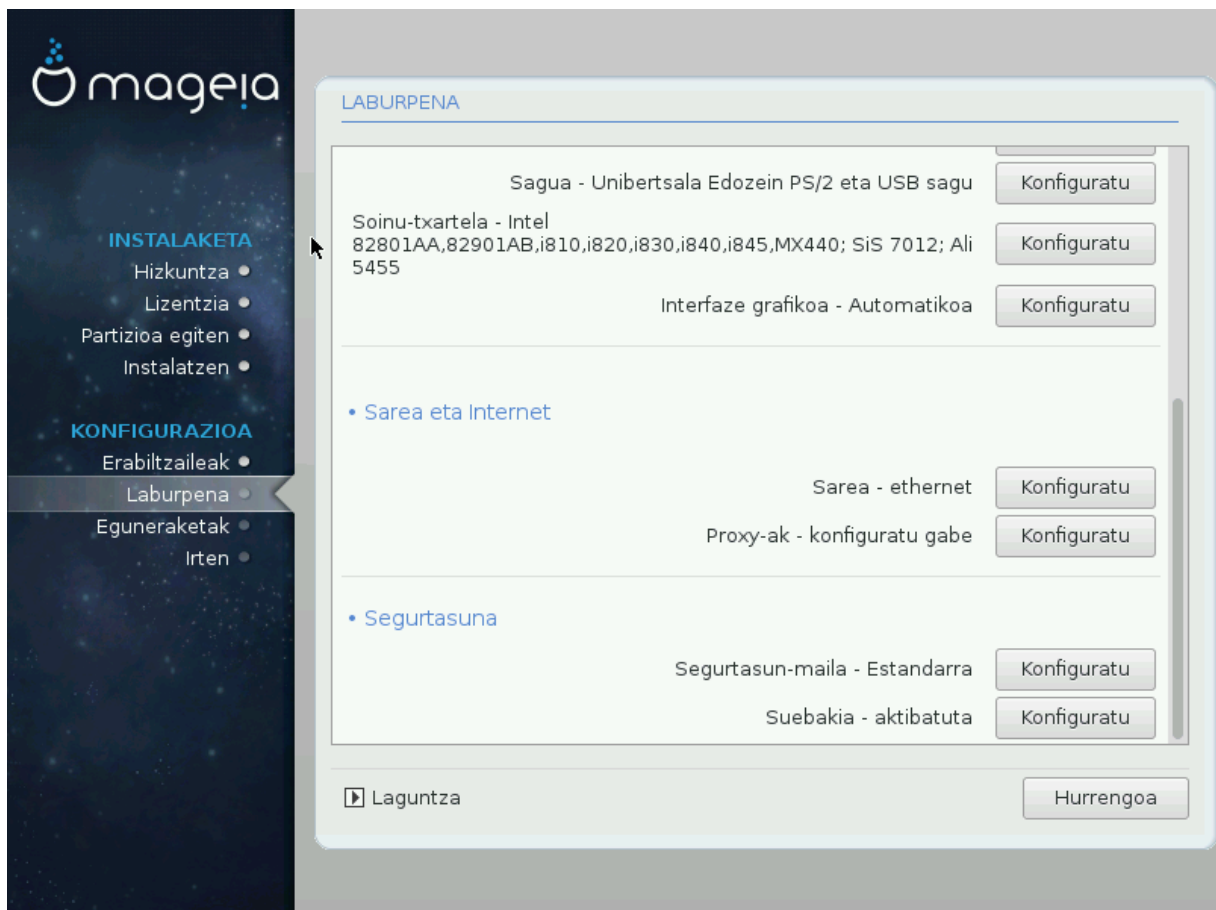 mageia
INSTALAKETA
Hizkuntza
Lizentzia
Partizioa egiten
Instalatzen
KONFIGURAZIOA
Erabiltzaileak
Laburpena
Eguneraketak
Irten
LABURPENA
Sagua - Unibertsala Edozein PS/2 eta USB sagu
Konfiguratu
Soinu-txartela - Intel
82801AA,82901AB,i810,i820,i830,i840,i845,MX440; SiS 7012; Ali
5455
Konfiguratu
Interfaze grafikoa - Automatikoa
Konfiguratu
• Sarea eta Internet
Sarea - ethernet
Konfiguratu
Proxy-ak - konfiguratu gabe
Konfiguratu
• Segurtasuna
Segurtasun-maila - Estandarra
Konfiguratu
Suebakia - aktibatuta
Konfiguratu
Laguntza
Hurrengoa